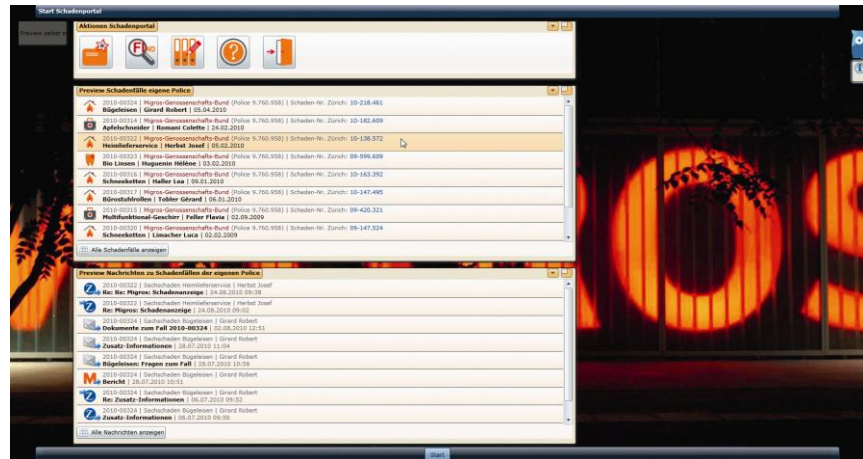 Start Schadenportal
Preview selbst e
Aktionen Schadenportal
FIND
Preview Schadenfälle eigene Police
2010-00324 | Migros-Genossenschafts-Bund (Police 9.760.958) | Schaden-Nr. Zürich: 10-218.461
Bügeleisen | Girard Robert | 05.04.2010
2010-00314 | Migros-Genossenschafts-Bund (Police 9.760.958) | Schaden-Nr. Zürich: 10-182.609
Apfelschneider | Romani Colette | 24.02.2010
2010-00322 | Migros-Genossenschafts-Bund (Police 9.760.958) | Schaden-Nr. Zürich: 10-138.572
Heimlieferservice | Herbst Josef | 05.02.2010
2010-00323 | Migros-Genossenschafts-Bund (Police 9.760.958) | Schaden-Nr. Zürich: 09-599.609
Bio Linsen | Huguenin Hélène | 03.02.2010
2010-00316 | Migros-Genossenschafts-Bund (Police 9.760.958) | Schaden-Nr. Zürich: 10-163.392
Schneeketten | Haller Lea | 09.01.2010
2010-00317 | Migros-Genossenschafts-Bund (Police 9.760.958) | Schaden-Nr. Zürich: 10-147.495
Bürostuhlrollen | Tobler Gérard | 06.01.2010
2010-00315 | Migros-Genossenschafts-Bund (Police 9.760.958) | Schaden-Nr. Zürich: 09-420.321
Multifunktional-Geschirr | Feller Flavia | 02.09.2009
2010-00320 | Migros-Genossenschafts-Bund (Police 9.760.958) | Schaden-Nr. Zürich: 09-147.524
Schneeketten | Limacher Luca | 02.02.2009
Alle Schadenfälle anzeigen
Preview Nachrichten zu Schadenfällen der eigenen Police
2010-00322 | Sachschaden Heimlieferservice | Herbst Josef
Re: Re: Migros: Schadenanzeige | 24.08.2010 09:38
2010-00322 | Sachschaden Heimlieferservice | Herbst Josef
Re: Migros: Schadenanzeige | 24.08.2010 09:02
2010-00324 | Sachschaden Bügeleisen | Girard Robert
Dokumente zum Fall 2010-00324 | 02.08.2010 12:51
2010-00324 | Sachschaden Bügeleisen | Girard Robert
Zusatz-Informationen | 28.07.2010 11:04
2010-00324 | Sachschaden Bügeleisen | Girard Robert
Bügeleisen: Fragen zum Fall | 28.07.2010 10:58
2010-00324 | Sachschaden Bügeleisen | Girard Robert
M Bericht | 28.07.2010 10:51
2010-00324 | Sachschaden Bügeleisen | Girard Robert
Re: Zusatz-Informationen | 06.07.2010 09:52
2010-00324 | Sachschaden Bügeleisen | Girard Robert
Zusatz-Informationen | 06.07.2010 09:50
Alle Nachrichten anzeigen
Start